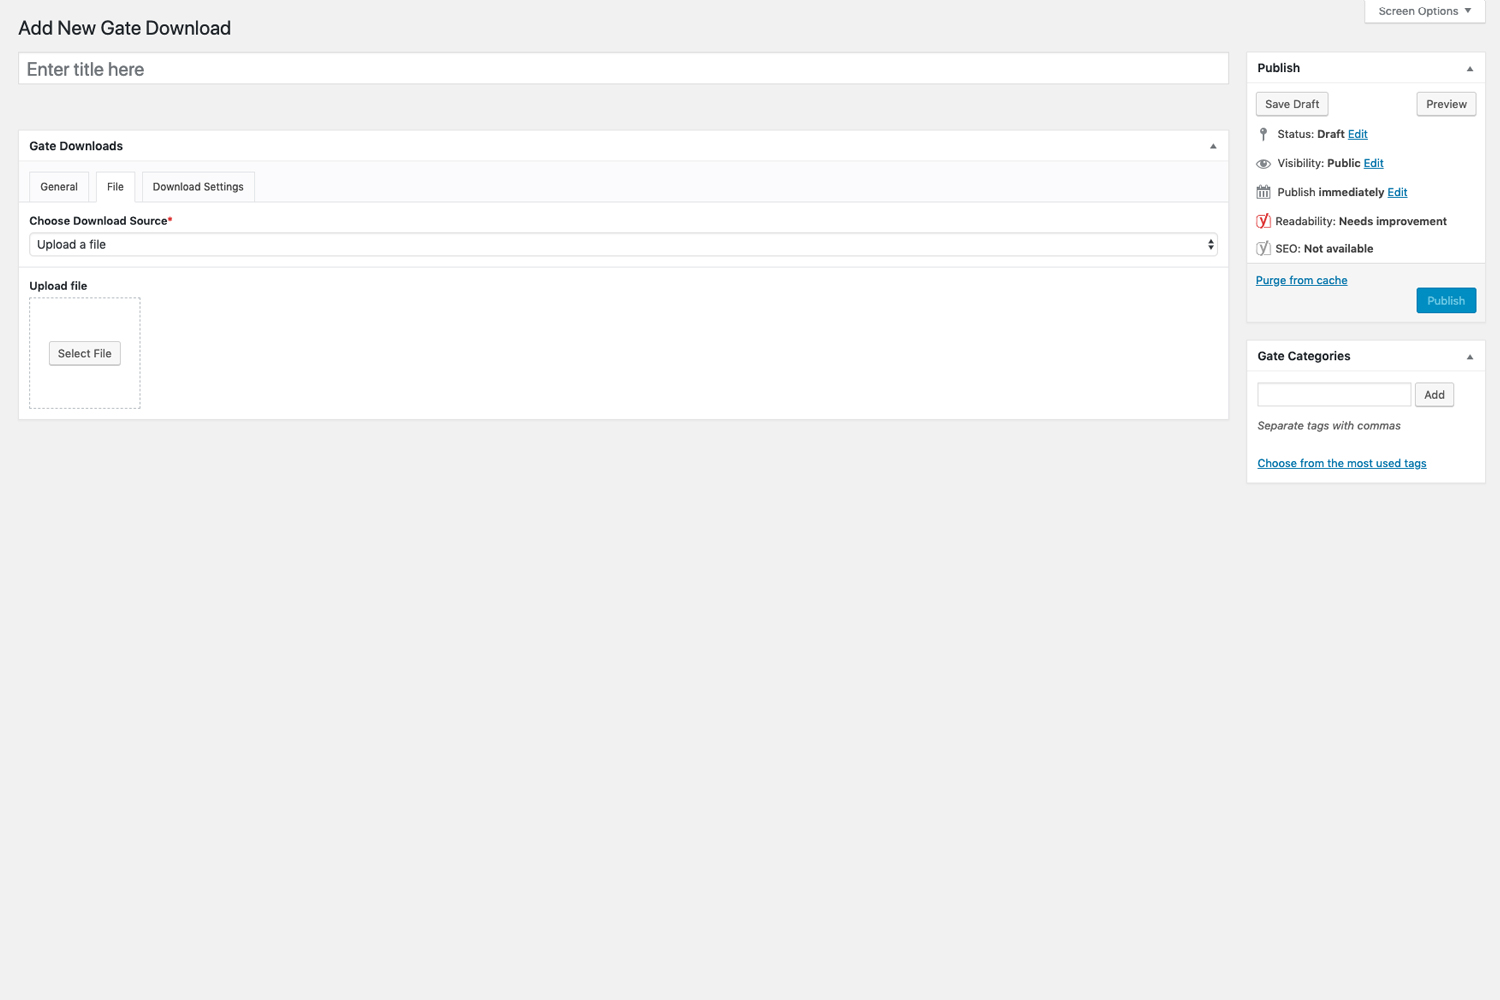 Screen Options
Add New Gate Download
Enter title here
Gate Downloads
General File Download Settings
Choose Download Source*
Upload a file
Upload file
Select File
Publish
Save Draft Preview
Status: Draft Edit
Visibility: Public Edit
Publish immediately Edit
Readability: Needs improvement
SEO: Not available
Purge from cache
Publish
Gate Categories
Add
Separate tags with commas
Choose from the most used tags